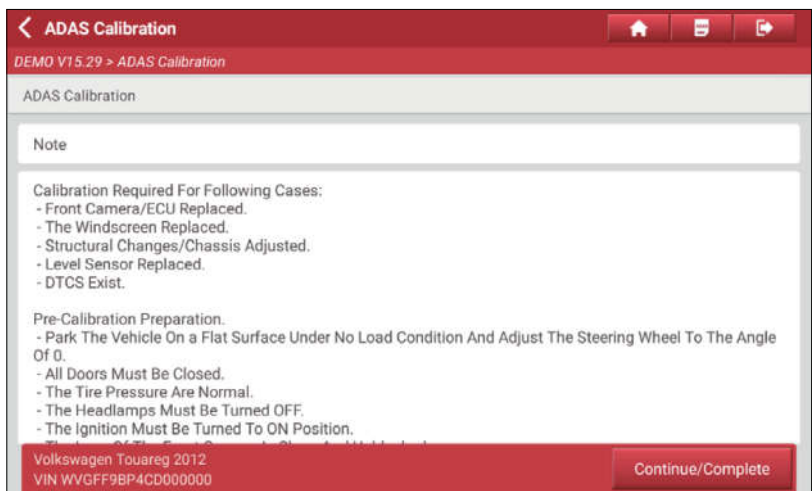 ADAS Calibration
DEMO V15.29 > ADAS Calibration
ADAS Calibration
Note
Calibration Required For Following Cases:
- Front Camera/ECU Replaced.
- The Windscreen Replaced.
- Structural Changes/Chassis Adjusted.
- Level Sensor Replaced.
- DTCS Exist.
Pre-Calibration Preparation.
- Park The Vehicle On a Flat Surface Under No Load Condition And Adjust The Steering Wheel To The Angle
Of 0.
- All Doors Must Be Closed.
- The Tire Pressure Are Normal.
- The Headlamps Must Be Turned OFF.
- The Ignition Must Be Turned To ON Position.
Volkswagen Touareg 2012
VIN WVGFF9BP4CD000000
Continue/Complete